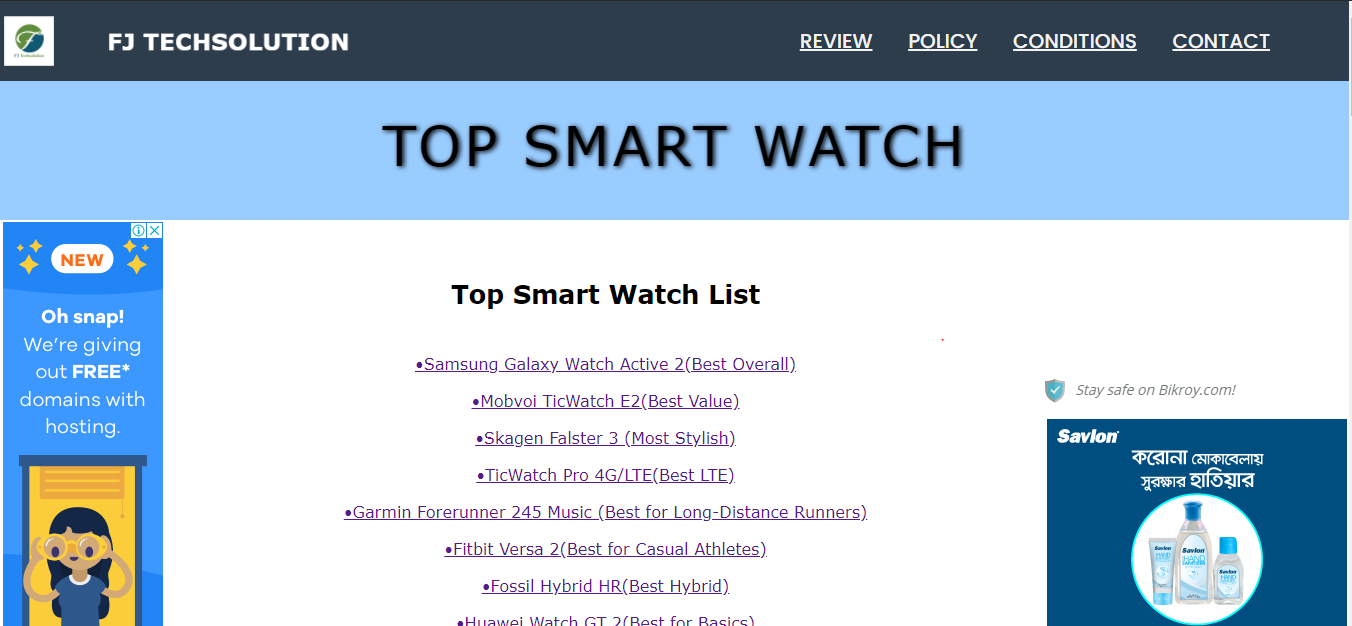 FJ TECHSOLUTION
REVIEW POLICY CONDITIONS CONTACT
TOP SMART WATCH
NEW
Oh snap!
We're giving
out FREE*
domains with
hosting.
Top Smart Watch List
•Samsung Galaxy Watch Active 2(Best Overall)
•Mobvoi TicWatch E2(Best Value)
•Skagen Falster 3 (Most Stylish)
•TicWatch Pro 4G/LTE(Best LTE)
•Garmin Forerunner 245 Music (Best for Long-Distance Runners)
•Fitbit Versa 2(Best for Casual Athletes)
•Fossil Hybrid HR(Best Hybrid)
•Huawei Watch GT 2(Best for Basics)
Stay safe on Bikroy.com!
Savlon
করোনা মোকাবেলায়
সুরক্ষার হাতিয়ার
Savlon
HAND
Savlon
HAND
SANITIZER
Savlon
HAND